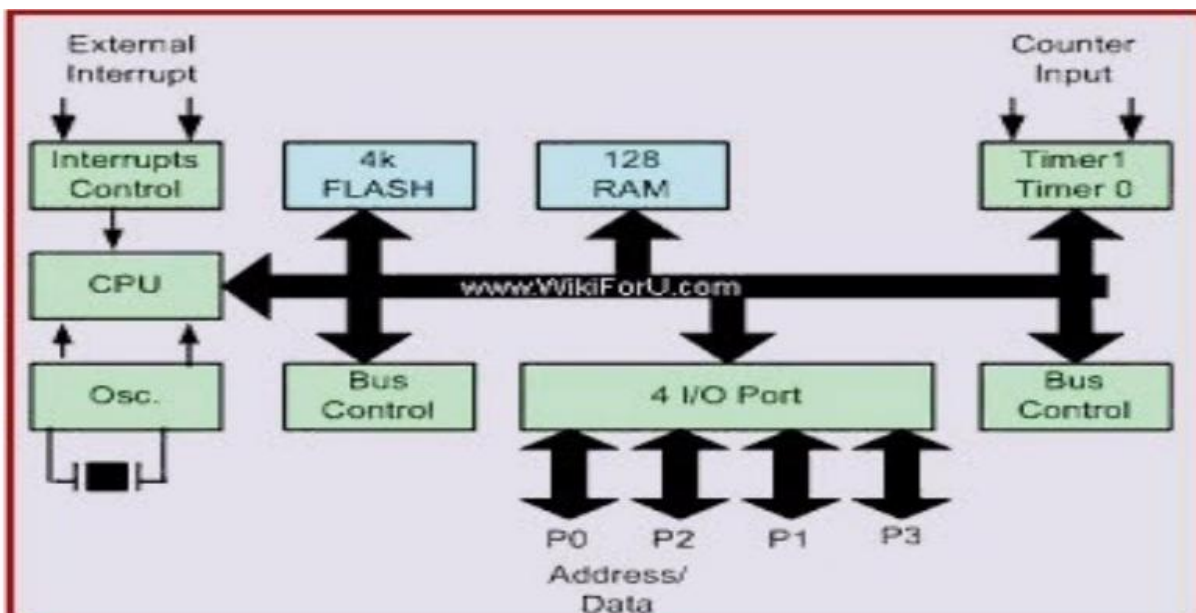 External
Interrupt
Counter
Input
Interrupts
Control
4k
FLASH
128
RAM
Timer1
Timer 0
CPU
www.WikiForU.com
Osc.
Bus
Control
4 I/O Port
Bus
Control
P0 P2 P1 P3
Address/
Data